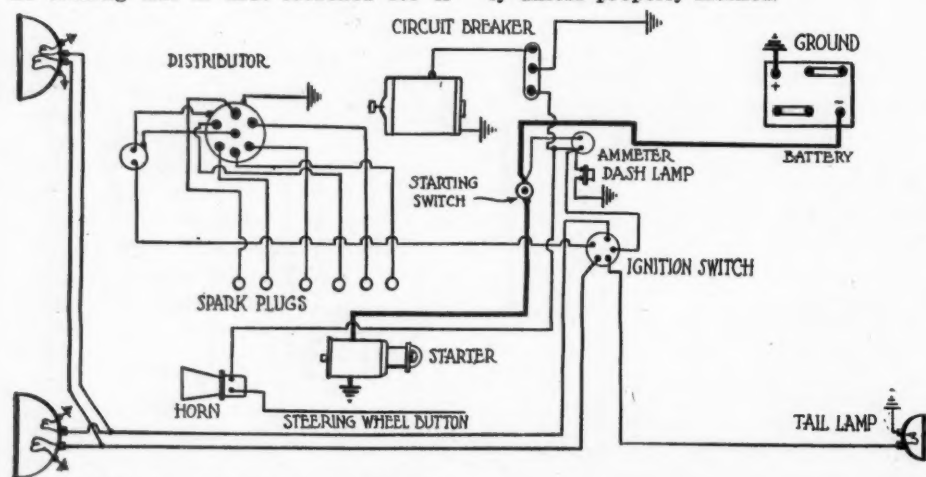 CIRCUIT BREAKER
GROUND
DISTRIBUTOR
+
-
BATTERY
AMMETER
DASH LAMP
STARTING
SWITCH
IGNITION SWITCH
SPARK PLUGS
STARTER
HORN
STEERING WHEEL BUTTON
TAIL LAMP